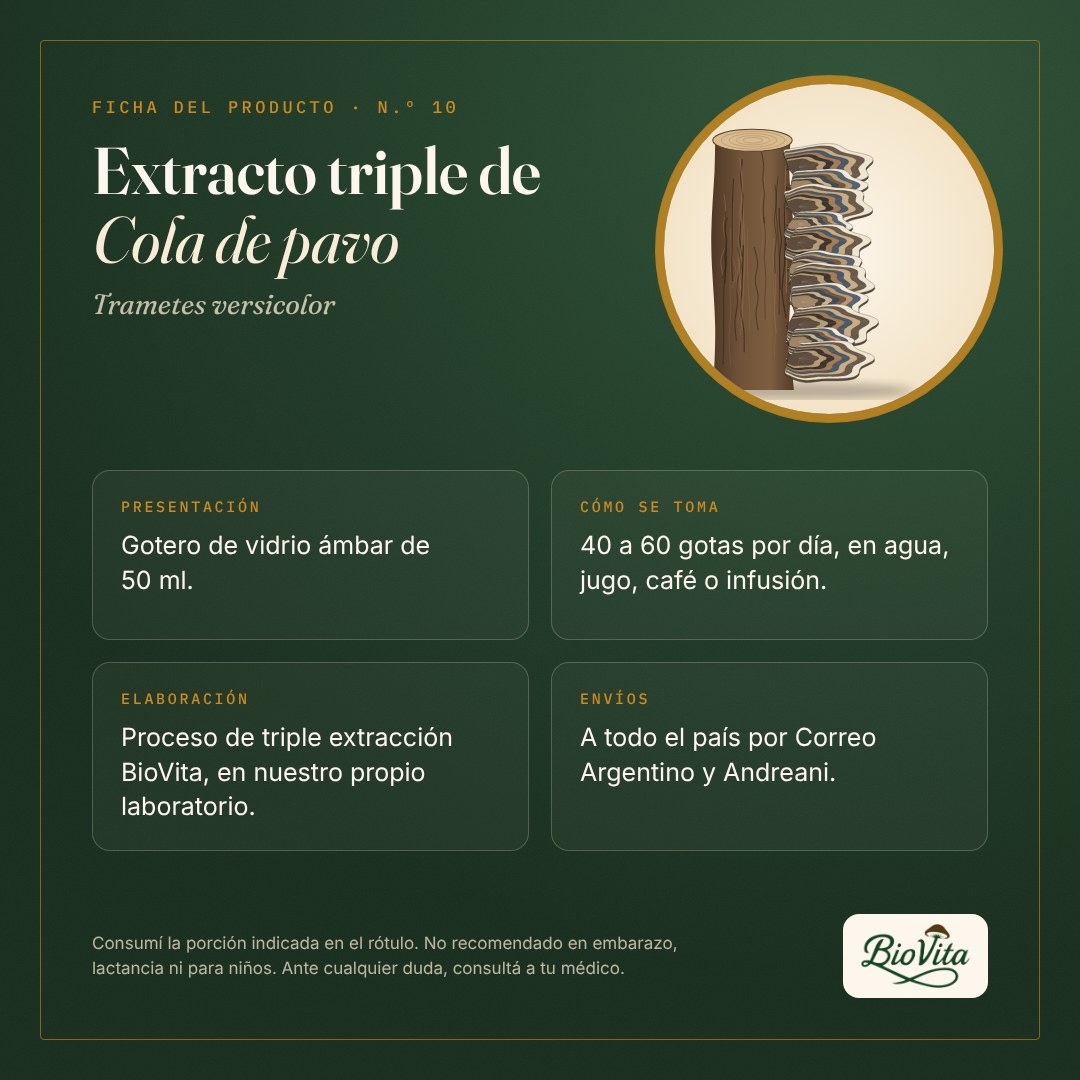 FICHA DEL PRODUCTO · N.º 10
Extracto triple de
Cola de pavo
Trametes versicolor
PRESENTACIÓN
Gotero de vidrio ámbar de
50 ml.
CÓMO SE TOMA
40 a 60 gotas por día, en agua,
jugo, café o infusión.
ELABORACIÓN
Proceso de triple extracción
BioVita, en nuestro propio
laboratorio.
ENVÍOS
A todo el país por Correo
Argentino y Andreani.
Consumí la porción indicada en el rótulo. No recomendado en embarazo,
lactancia ni para niños. Ante cualquier duda, consultá a tu médico.
BioVita